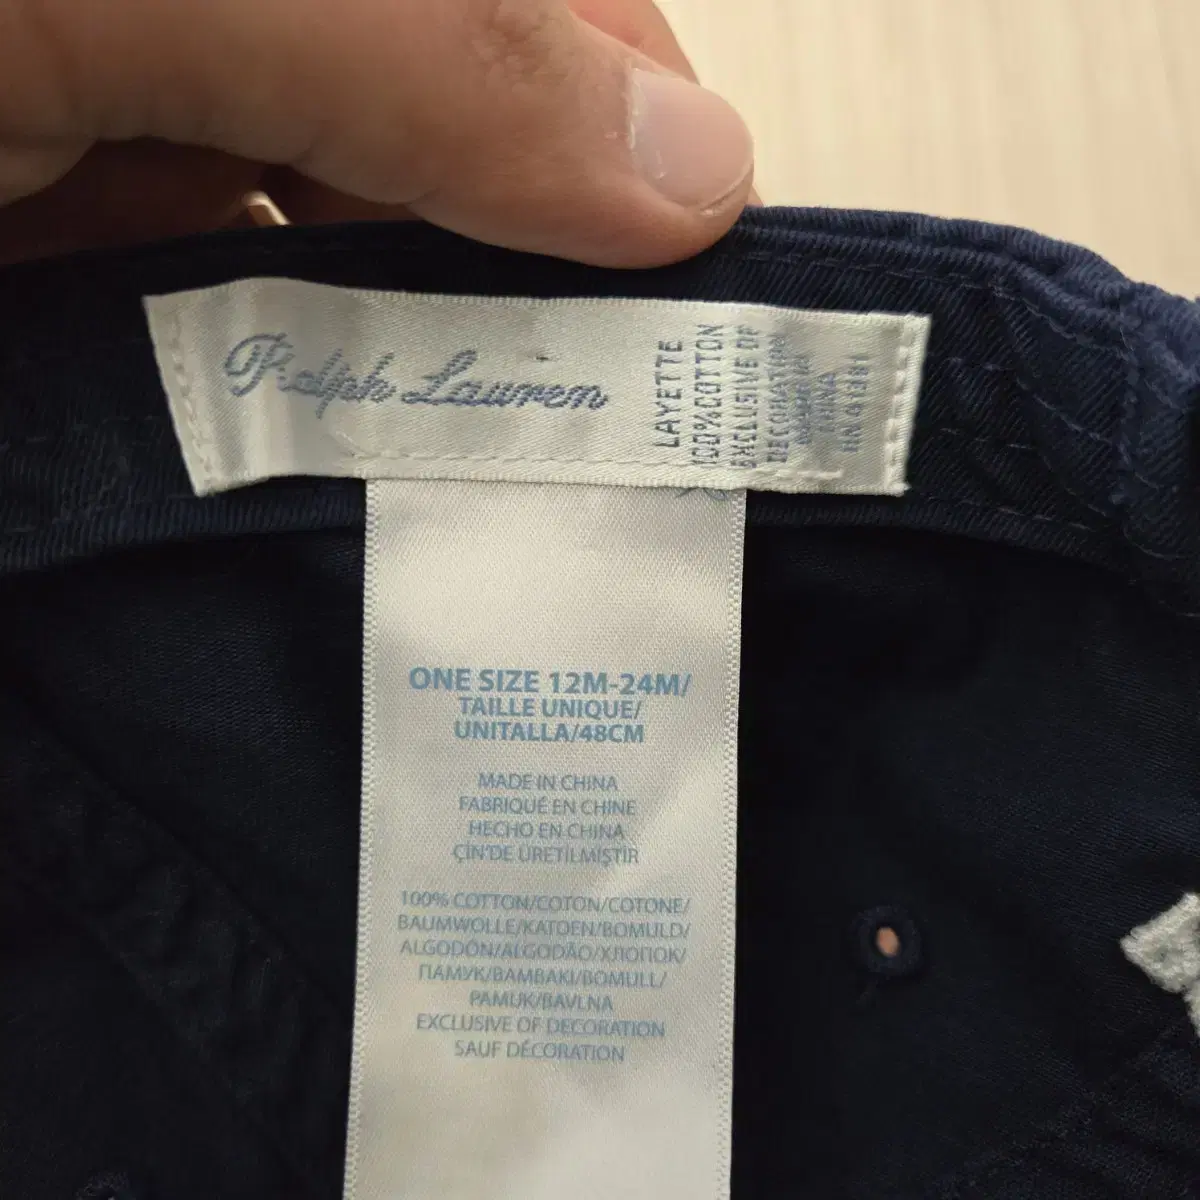 Ralph Lauren
LAYETTE
100% COTTON
EXCLUSIVE OF
DECORATION
CHINA
ONE SIZE 12M-24M/
TAILLE UNIQUE/
UNITALLA/48CM
MADE IN CHINA
FABRIQUÉ EN CHINE
HECHO EN CHINA
ÇİN'DE ÜRETİLMİŞTİR
100% COTTON/COTON/COTONE/
BAUMWOLLE/KATOEN/BOMULD/
ALGODÓN/ALGODÃO/ХЛОПОК/
ПАМУК/ΒΑΜΒΑΚΙ/BOMULL/
PAMUK/BAVLNA
EXCLUSIVE OF DECORATION
SAUF DÉCORATION